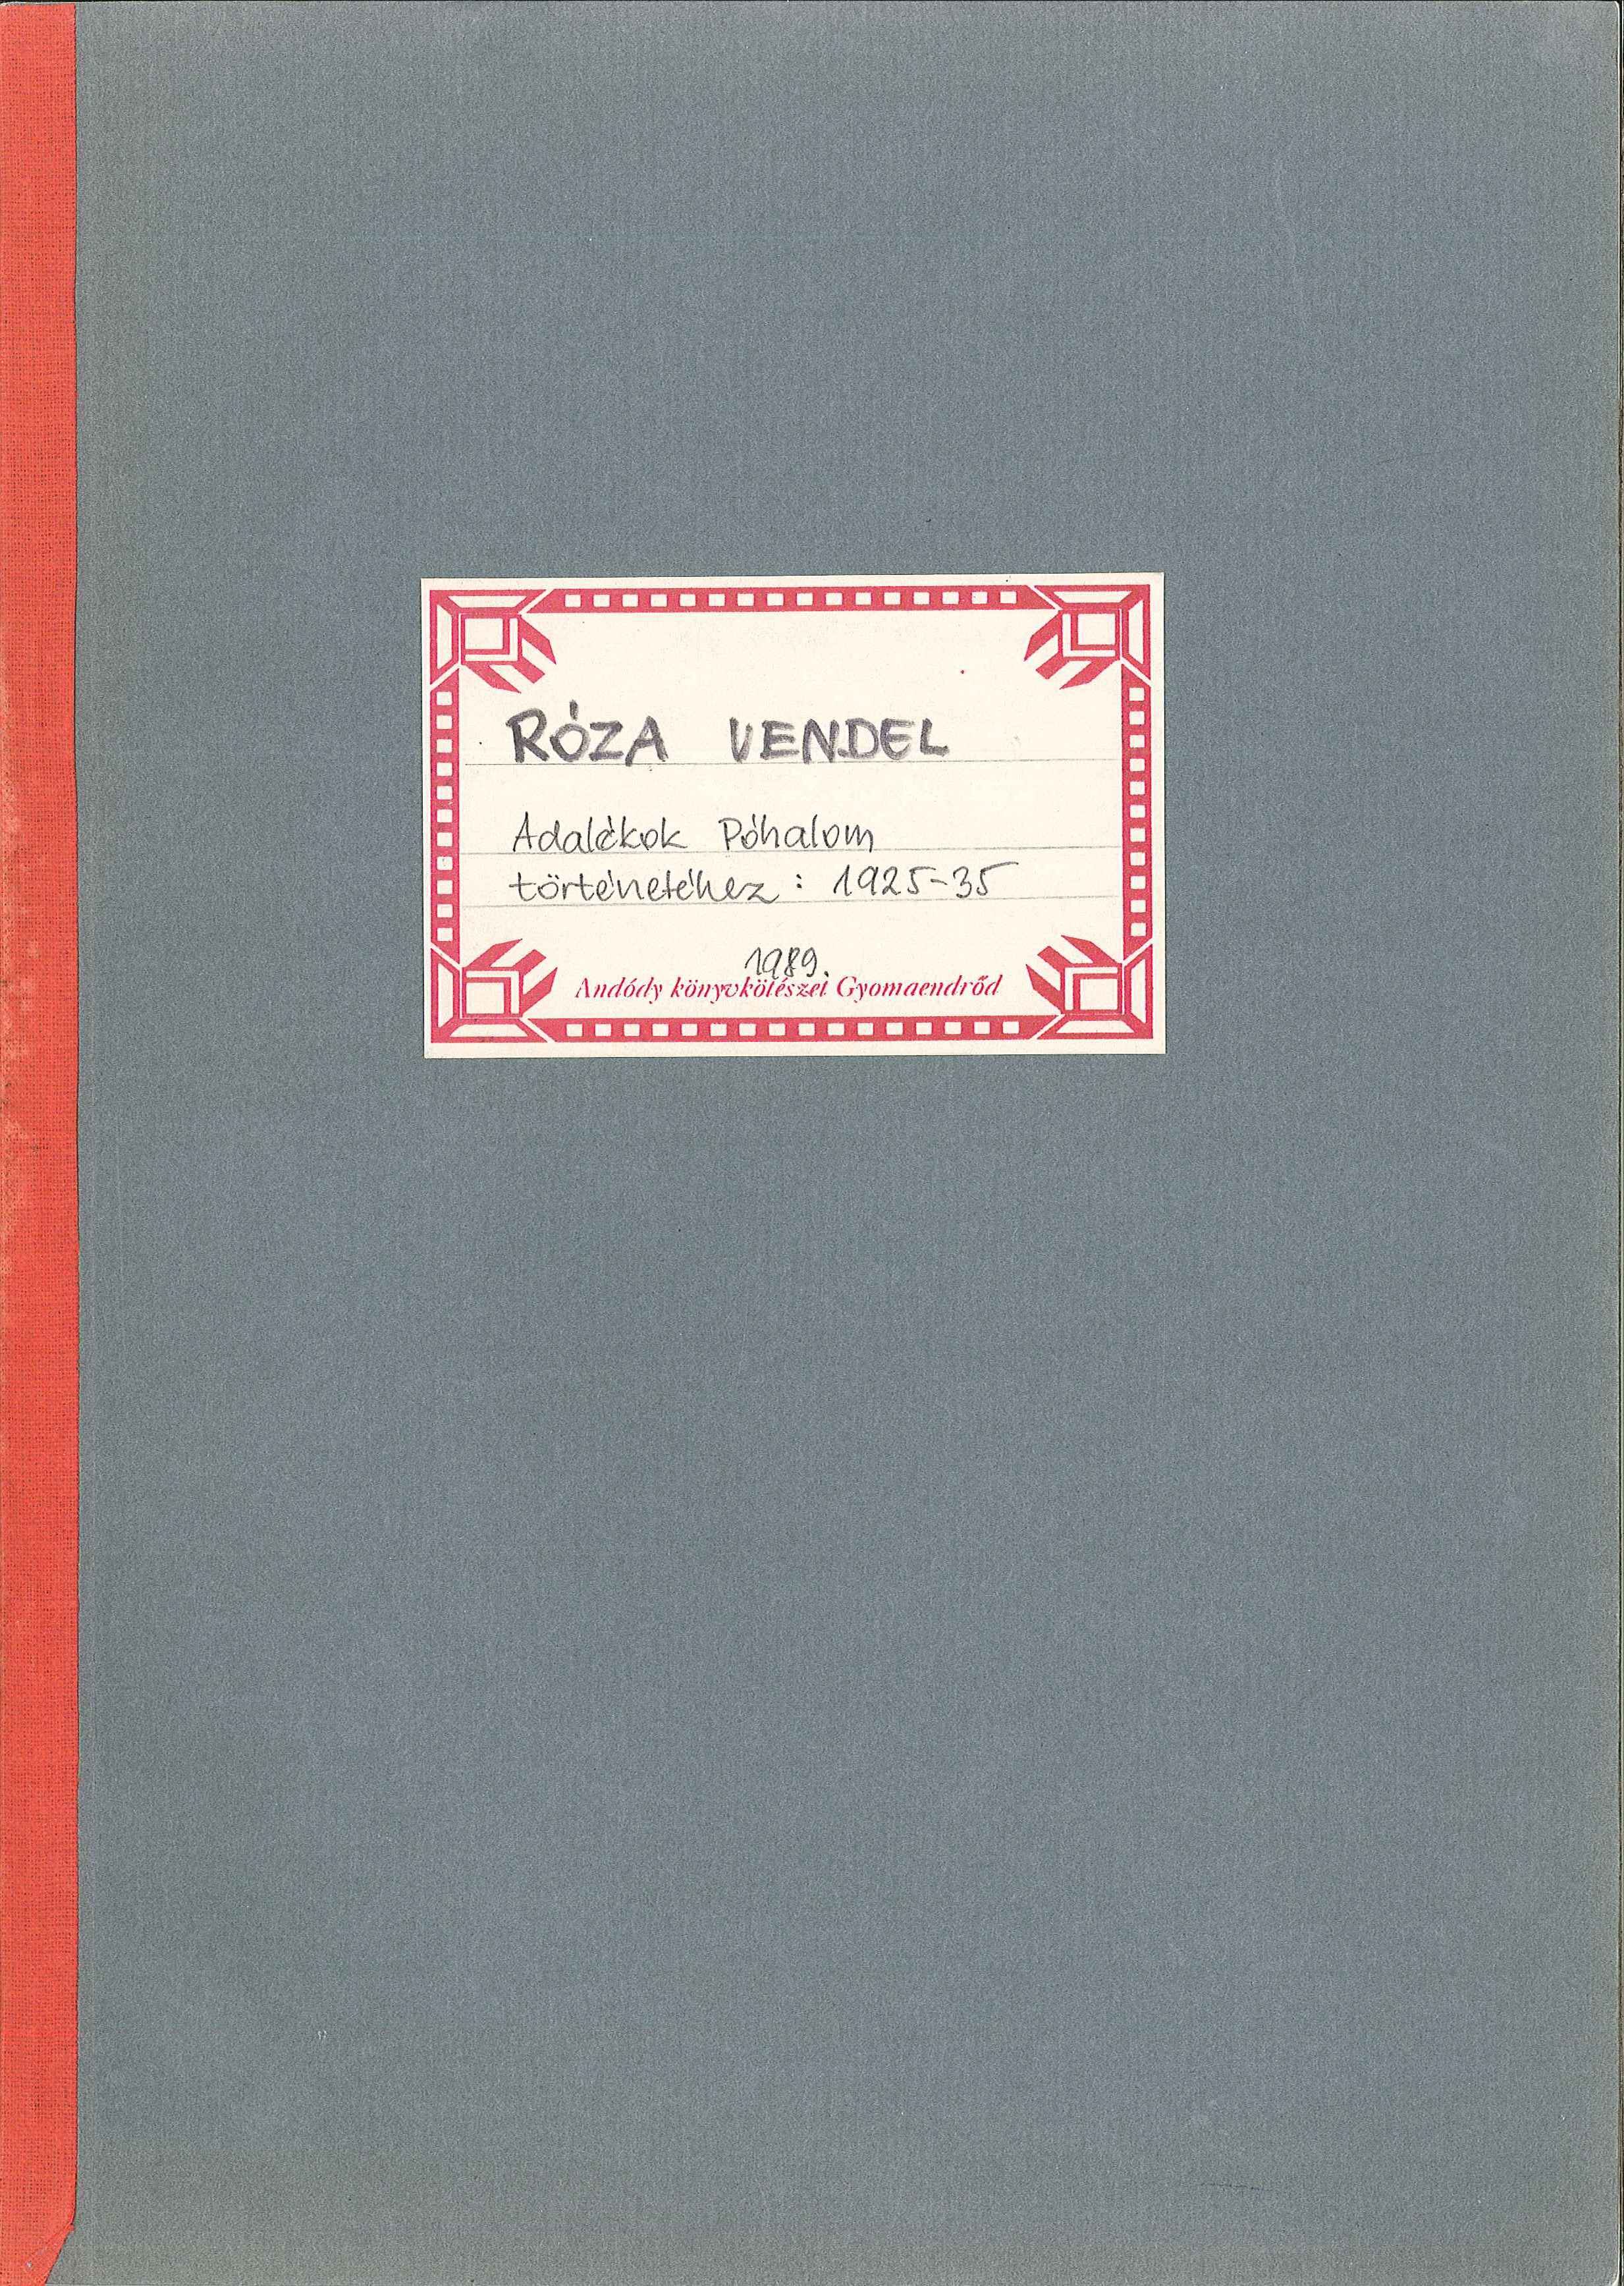 RÓZA VENDEL
Adalékok Póhalom
történetéhez : 1925-35
1989.
Andódy könyvkötészet Gyomaendrőd